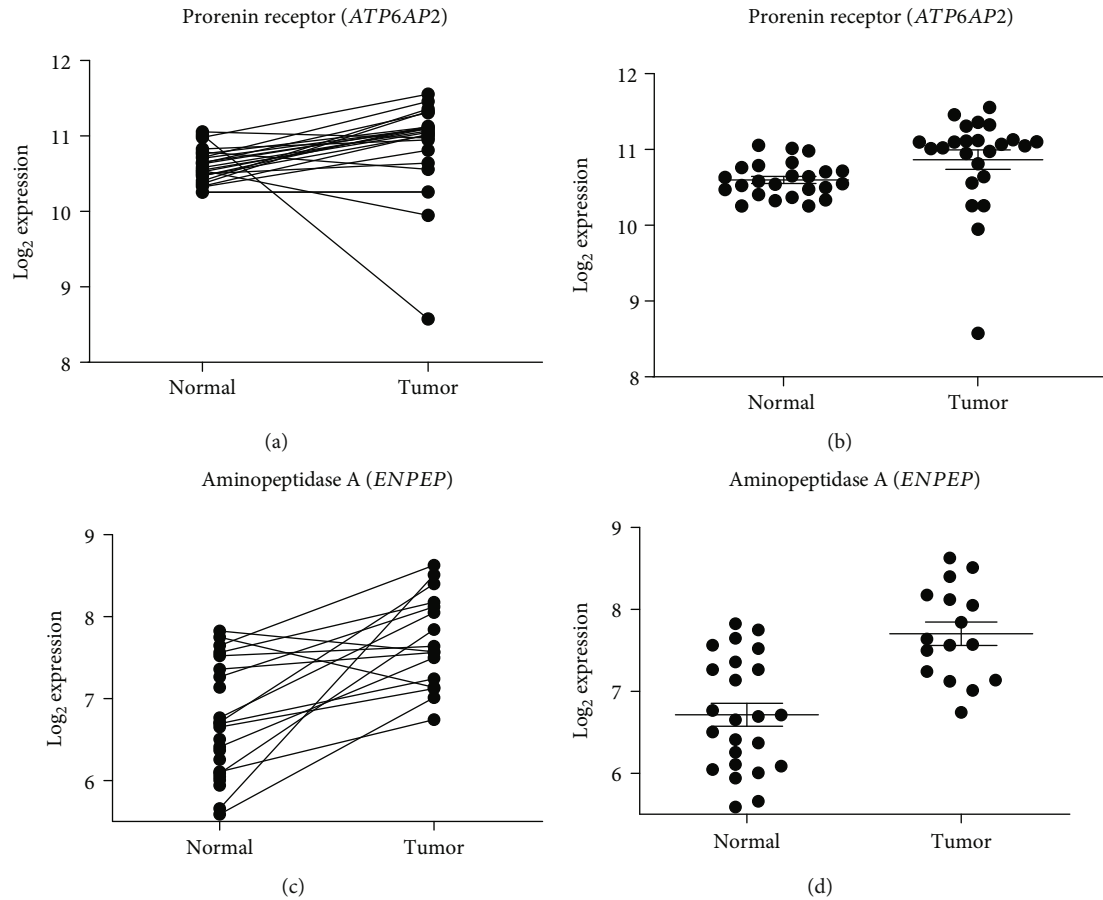 Prorenin receptor (ATP6AP2)
12
11
10
9
8
Log₂ expression
Normal
Tumor
(a)
Prorenin receptor (ATP6AP2)
12
11
10
9
8
Log₂ expression
Normal
Tumor
(b)
Aminopeptidase A (ENPEP)
9
8
7
6
Log₂ expression
Normal
Tumor
(c)
Aminopeptidase A (ENPEP)
9
8
7
6
Log₂ expression
Normal
Tumor
(d)